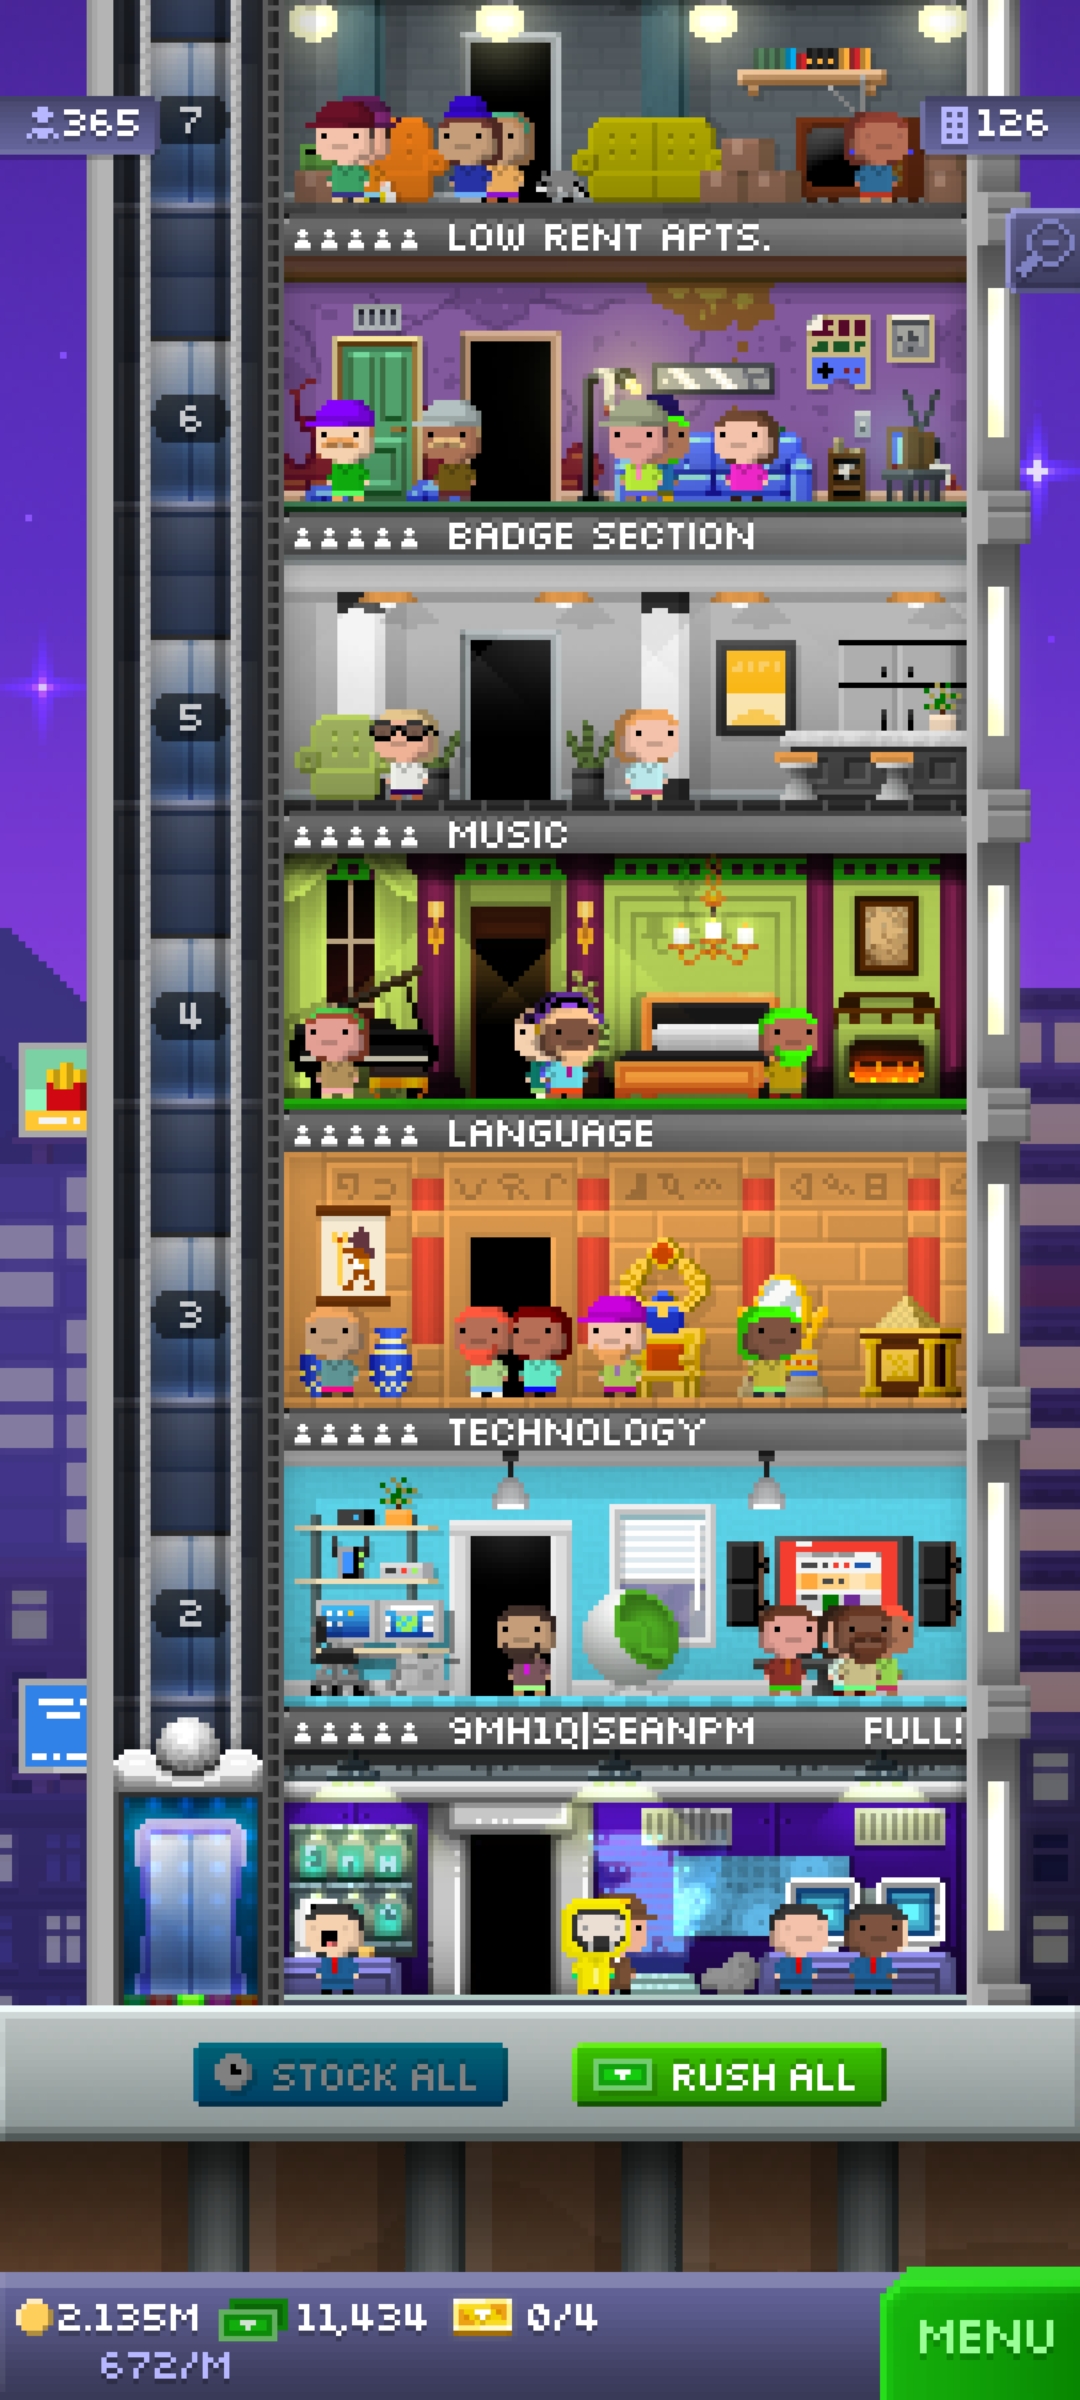 365
7
126
LOW RENT APTS.
6
BADGE SECTION
5
MUSIC
4
LANGUAGE
3
TECHNOLOGY
2
9MH1Q|SEANPM FULL!
STOCK ALL
RUSH ALL
2.135M
11,434
0/4
672/M
MENU